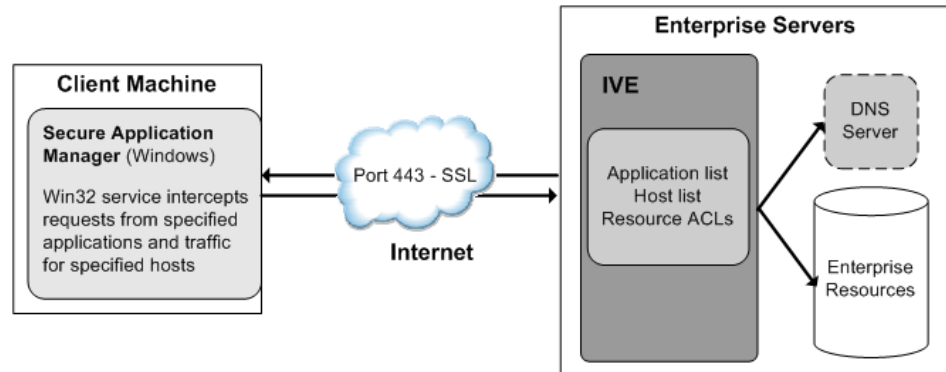 Enterprise Servers
Client Machine
Secure Application
Manager (Windows)
Win32 service intercepts
requests from specified
applications and traffic
for specified hosts
Port 443 - SSL
Internet
IVE
Application list
Host list
Resource ACLs
DNS
Server
Enterprise
Resources